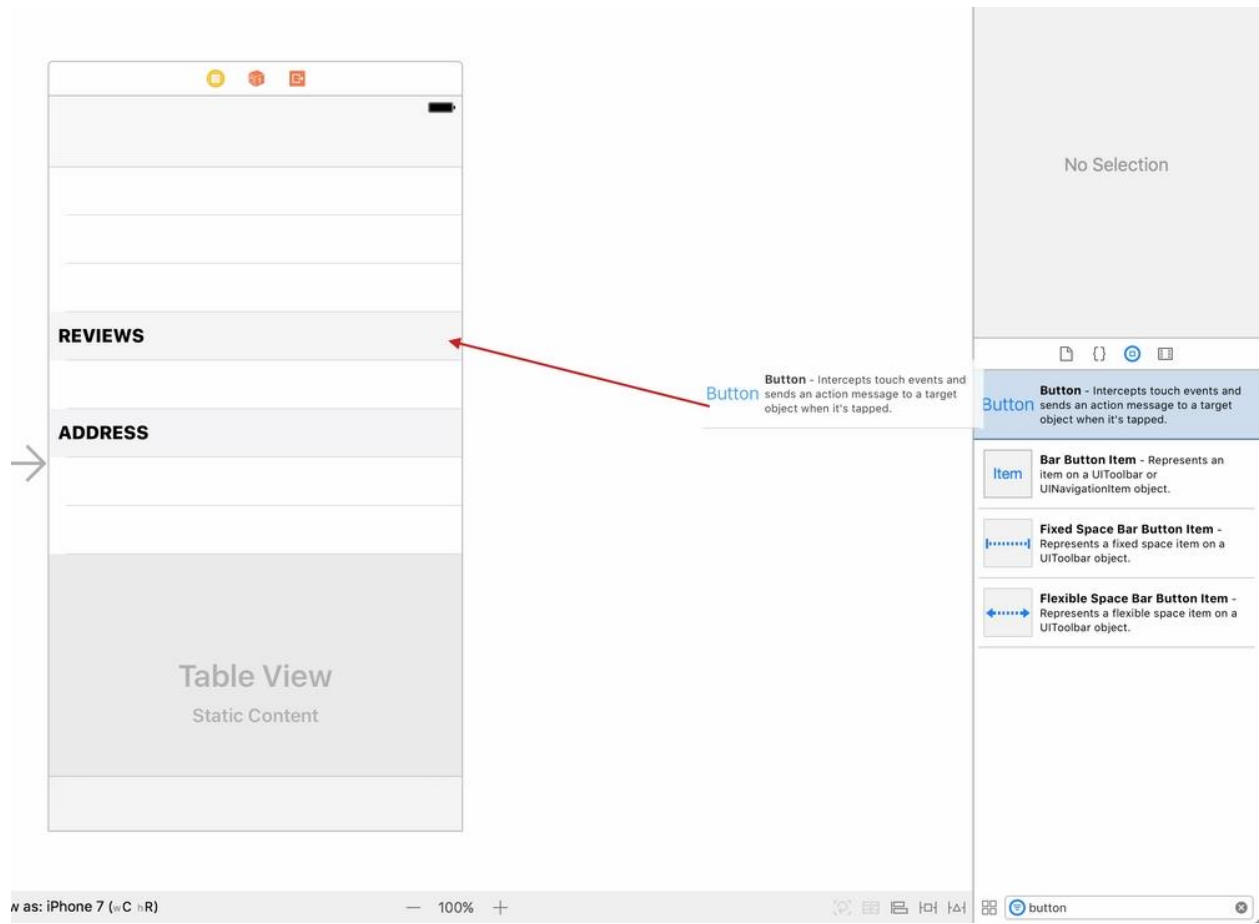 No Selection
REVIEWS
ADDRESS
Table View
Static Content
Button
Button - Intercepts touch events and
sends an action message to a target
object when it's tapped.
Button
Button - Intercepts touch events and
sends an action message to a target
object when it's tapped.
Item
Bar Button Item - Represents an
item on a UIToolbar or
UINavigationItem object.
Fixed Space Bar Button Item -
Represents a fixed space item on a
UIToolbar object.
Flexible Space Bar Button Item -
Represents a flexible space item on a
UIToolbar object.
w as: iPhone 7 (wC hR)
— 100% +
button